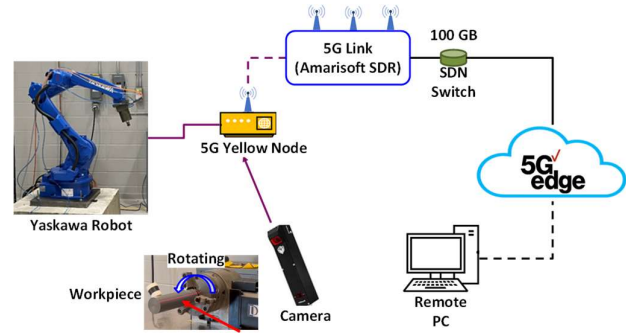 5G Link
(Amarisoft SDR)
100 GB
SDN
Switch
5G Yellow Node
5G
edge
Yaskawa Robot
Rotating
Workpiece
Camera
Remote
PC